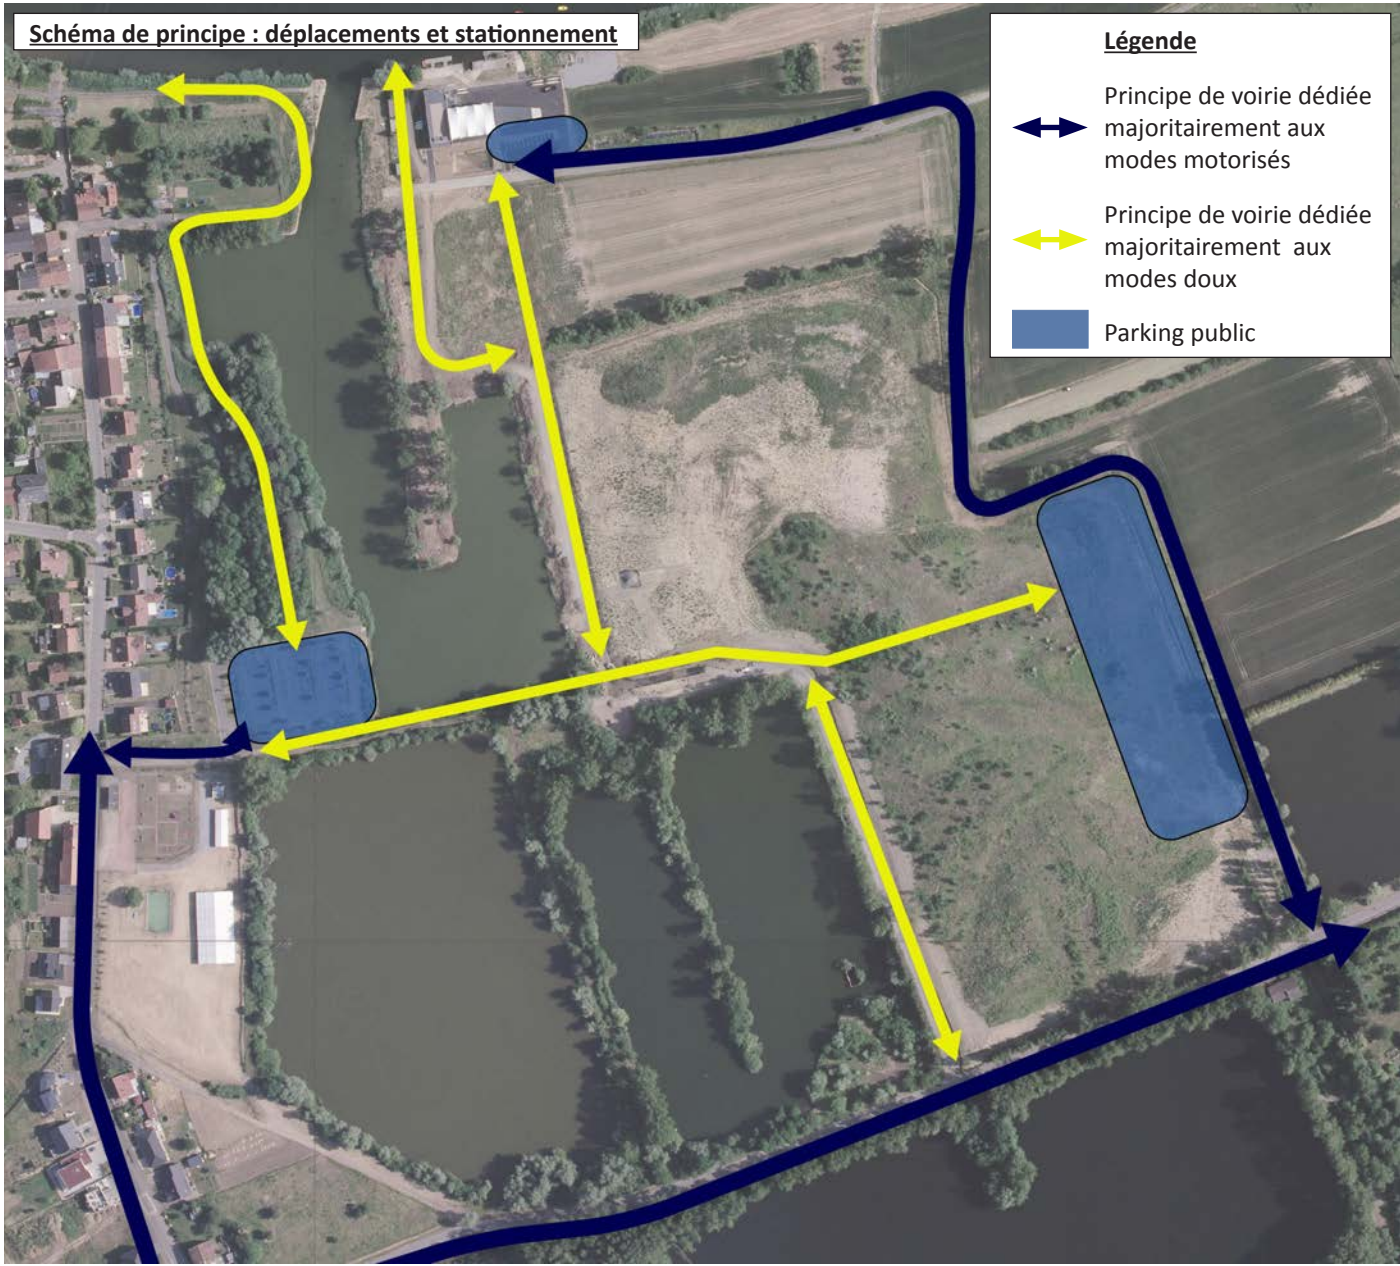 Schéma de principe : déplacements et stationnement
Légende
Principe de voirie dédiée
majoritairement aux
modes motorisés
Principe de voirie dédiée
majoritairement aux
modes doux
Parking public